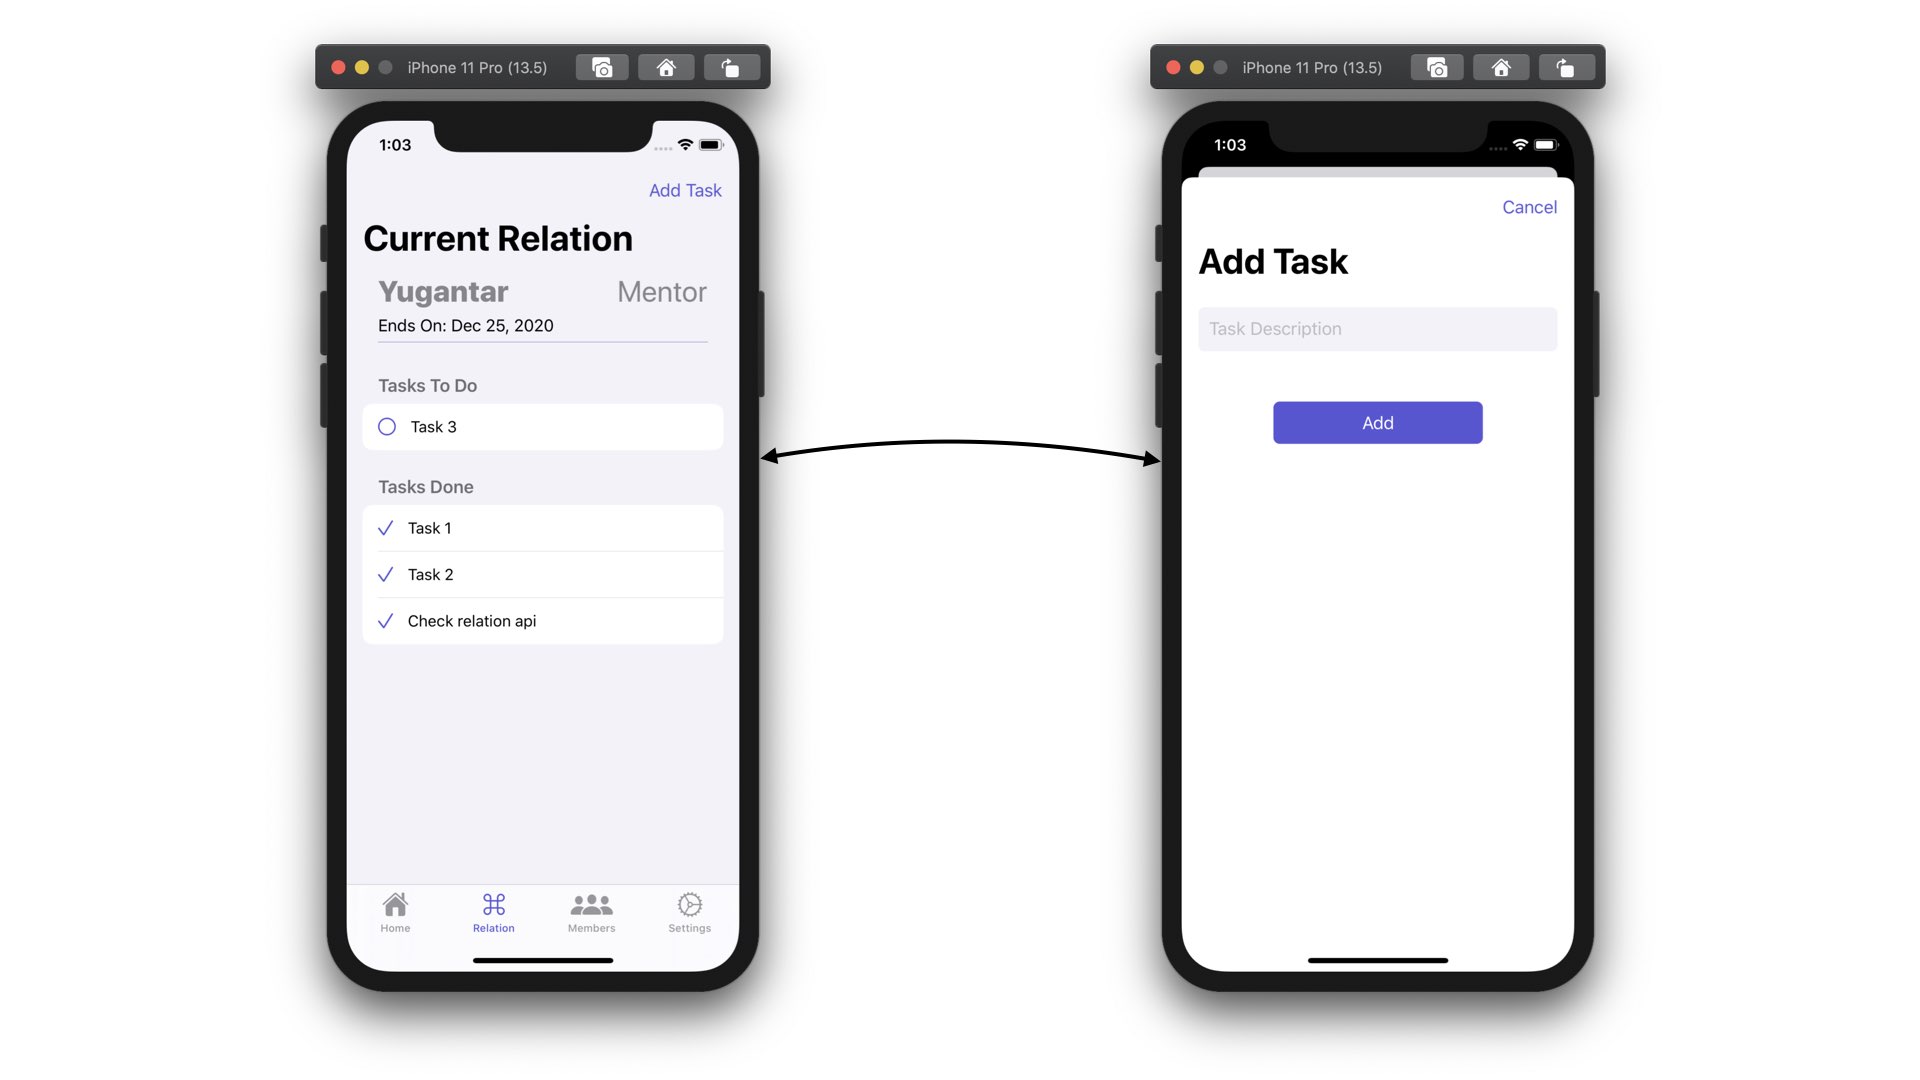 iPhone 11 Pro (13.5)
1:03
Add Task
Current Relation
Yugantar Mentor
Ends On: Dec 25, 2020
Tasks To Do
Task 3
Tasks Done
Task 1
Task 2
Check relation api
Home Relation Members Settings
iPhone 11 Pro (13.5)
1:03
Cancel
Add Task
Task Description
Add